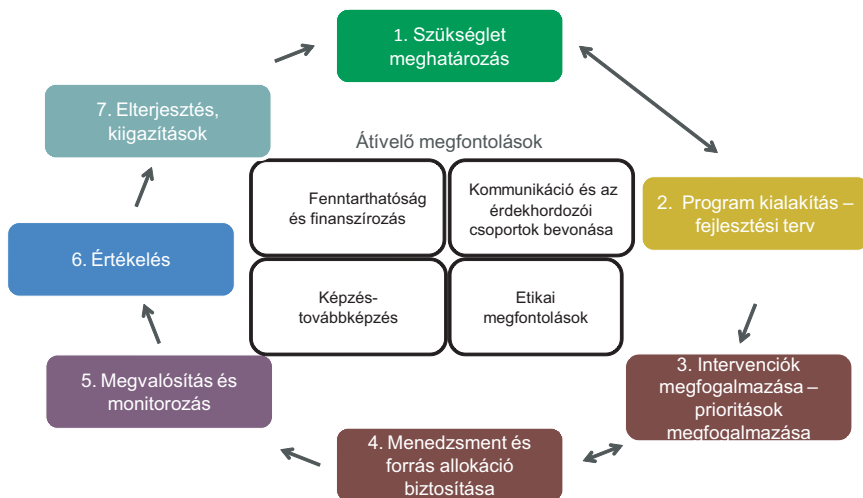 1. Szükséglet
meghatározás
7. Elterjesztés,
kiigazítások
Átívelő megfontolások
Fenntarthatóság
és finanszírozás
Kommunikáció és az
érdekhordozói
csoportok bevonása
2. Program kialakítás –
fejlesztési terv
6. Értékelés
Képzés-
továbbképzés
Etikai
megfontolások
5. Megvalósítás és
monitorozás
3. Intervenciók
megfogalmazása –
prioritások
megfogalmazása
4. Menedzsment és
forrás allokáció
biztosítása